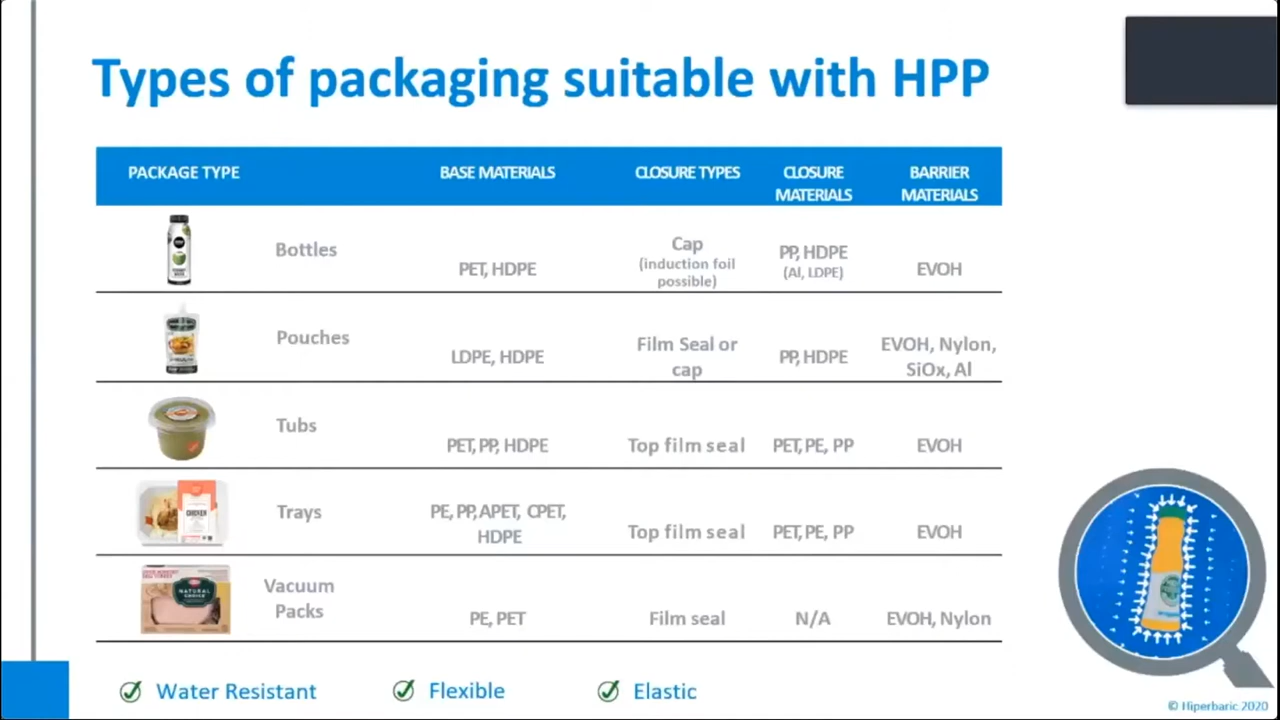 Types of packaging suitable with HPP
PACKAGE TYPE BASE MATERIALS CLOSURE TYPES CLOSURE MATERIALS BARRIER MATERIALS
Bottles PET, HDPE Cap (induction foil possible) PP, HDPE (Al, LDPE) EVOH
Pouches LDPE, HDPE Film Seal or cap PP, HDPE EVOH, Nylon, SiOx, Al
Tubs PET, PP, HDPE Top film seal PET, PE, PP EVOH
Trays PE, PP, APET, CPET, HDPE Top film seal PET, PE, PP EVOH
CHICKEN
Vacuum Packs PE, PET Film seal N/A EVOH, Nylon
NATURAL
CHOICE
Water Resistant Flexible Elastic
© Hiperbaric 2020